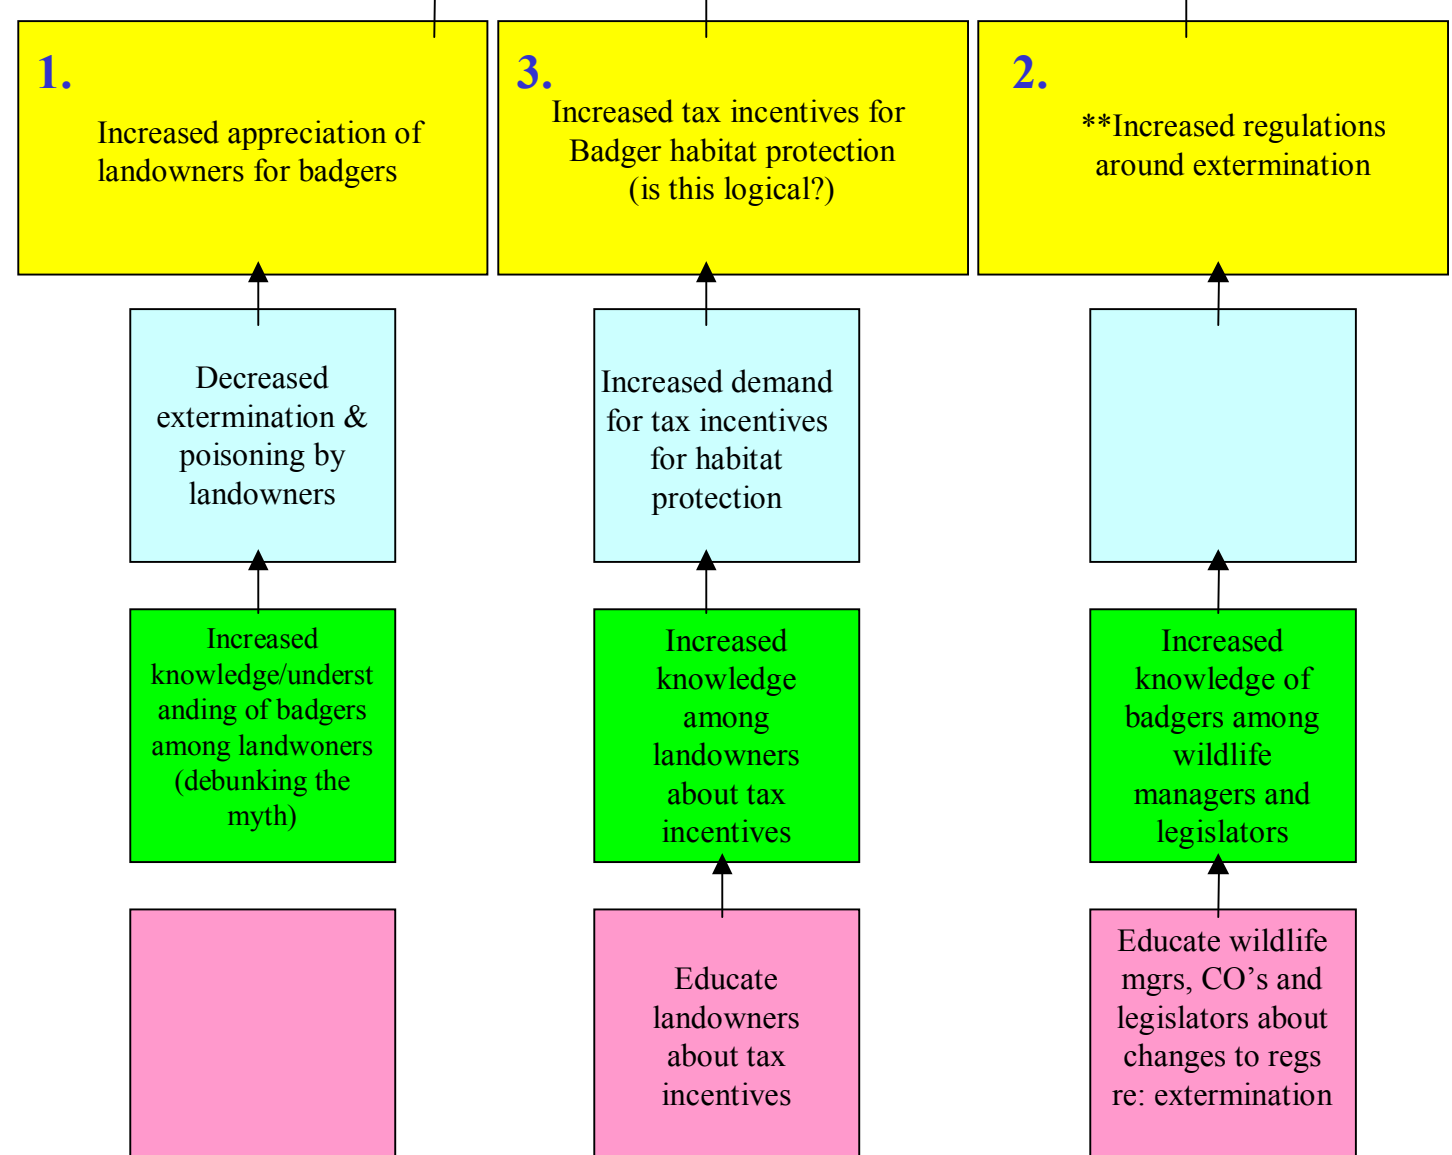 1.
Increased appreciation of
landowners for badgers
3.
Increased tax incentives for
Badger habitat protection
(is this logical?)
2.
**Increased regulations
around extermination
Decreased
extermination &
poisoning by
landowners
Increased demand
for tax incentives
for habitat
protection
Increased
knowledge/underst
anding of badgers
among landwoners
(debunking the
myth)
Increased
knowledge
among
landowners
about tax
incentives
Increased
knowledge of
badgers among
wildlife
managers and
legislators
Educate
landowners
about tax
incentives
Educate wildlife
mgrs, CO’s and
legislators about
changes to regs
re: extermination